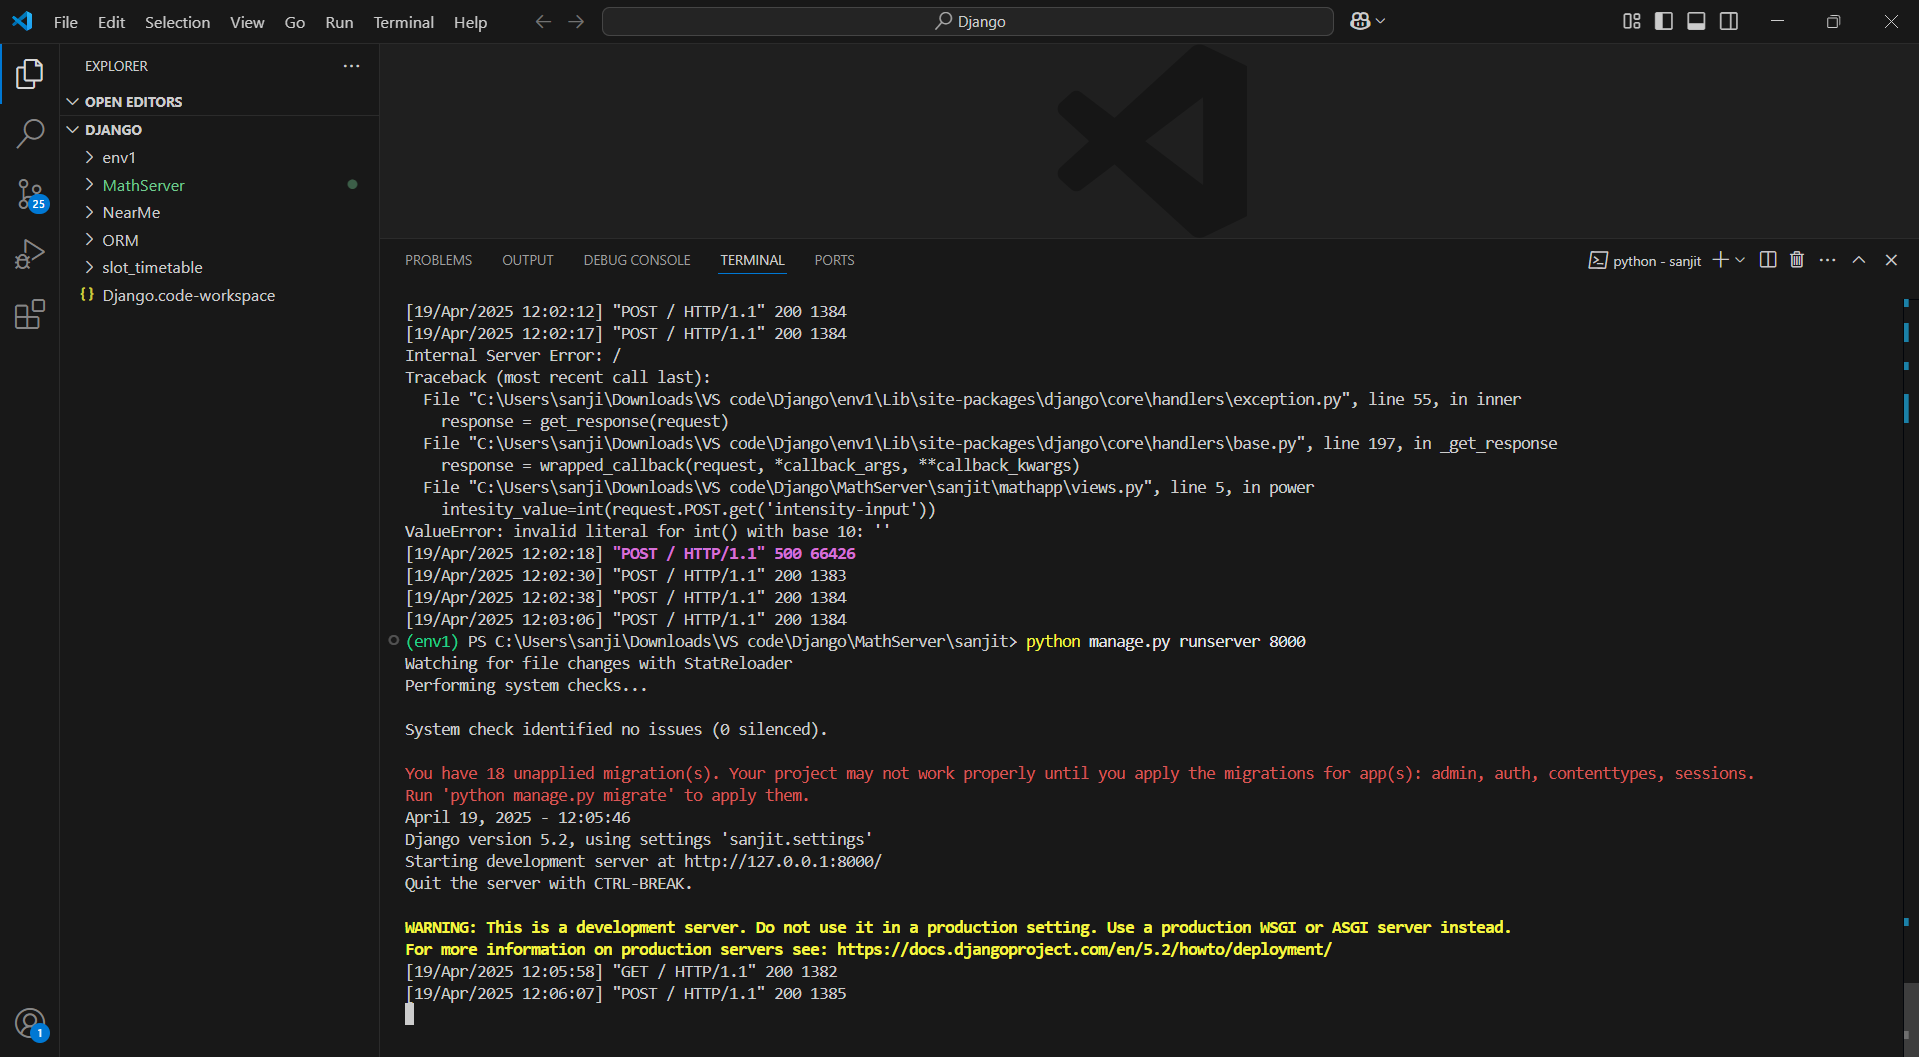 File Edit Selection View Go Run Terminal Help
Django
EXPLORER
OPEN EDITORS
DJANGO
env1
MathServer
NearMe
ORM
slot_timetable
{} Django.code-workspace
25
1
PROBLEMS OUTPUT DEBUG CONSOLE TERMINAL PORTS
python - sanjit
[19/Apr/2025 12:02:12] "POST / HTTP/1.1" 200 1384
[19/Apr/2025 12:02:17] "POST / HTTP/1.1" 200 1384
Internal Server Error: /
Traceback (most recent call last):
  File "C:\Users\sanji\Downloads\VS code\Django\env1\Lib\site-packages\django\core\handlers\exception.py", line 55, in inner
    response = get_response(request)
  File "C:\Users\sanji\Downloads\VS code\Django\env1\Lib\site-packages\django\core\handlers\base.py", line 197, in _get_response
    response = wrapped_callback(request, *callback_args, **callback_kwargs)
  File "C:\Users\sanji\Downloads\VS code\Django\MathServer\sanjit\mathapp\views.py", line 5, in power
    intesity_value=int(request.POST.get('intensity-input'))
ValueError: invalid literal for int() with base 10: ''
[19/Apr/2025 12:02:18] "POST / HTTP/1.1" 500 66426
[19/Apr/2025 12:02:30] "POST / HTTP/1.1" 200 1383
[19/Apr/2025 12:02:38] "POST / HTTP/1.1" 200 1384
[19/Apr/2025 12:03:06] "POST / HTTP/1.1" 200 1384
(env1) PS C:\Users\sanji\Downloads\VS code\Django\MathServer\sanjit> python manage.py runserver 8000
Watching for file changes with StatReloader
Performing system checks...
System check identified no issues (0 silenced).
You have 18 unapplied migration(s). Your project may not work properly until you apply the migrations for app(s): admin, auth, contenttypes, sessions.
Run 'python manage.py migrate' to apply them.
April 19, 2025 - 12:05:46
Django version 5.2, using settings 'sanjit.settings'
Starting development server at http://127.0.0.1:8000/
Quit the server with CTRL-BREAK.
WARNING: This is a development server. Do not use it in a production setting. Use a production WSGI or ASGI server instead.
For more information on production servers see: https://docs.djangoproject.com/en/5.2/howto/deployment/
[19/Apr/2025 12:05:58] "GET / HTTP/1.1" 200 1382
[19/Apr/2025 12:06:07] "POST / HTTP/1.1" 200 1385